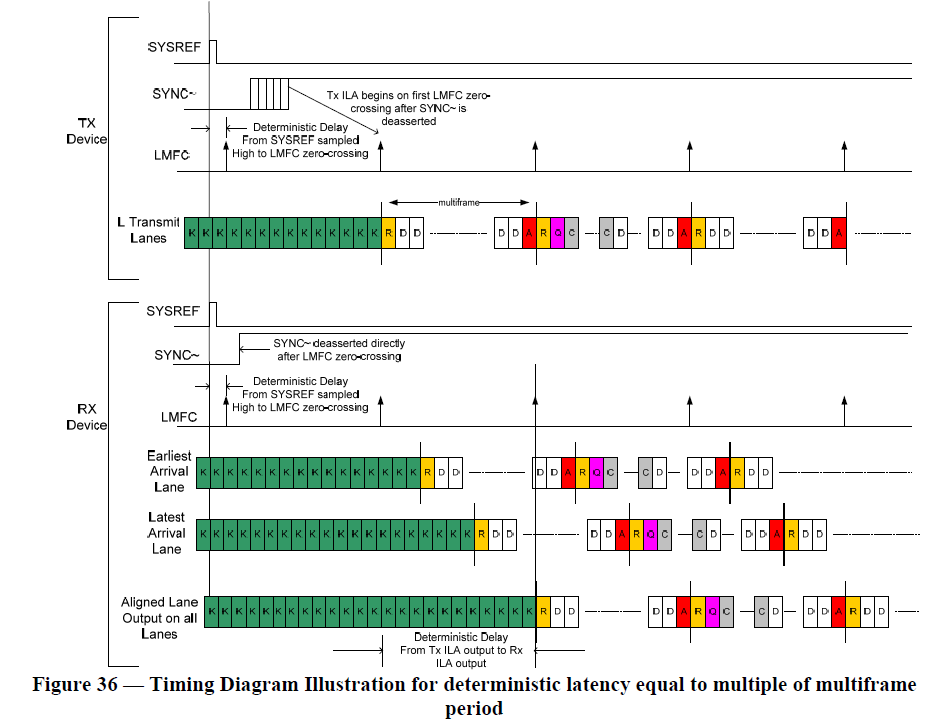 SYSREF
SYNC~
Tx ILA begins on first LMFC zero-
crossing after SYNC~ is
deasserted
TX
Device
Deterministic Delay
From SYSREF sampled
High to LMFC zero-crossing
LMFC
multiframe
L Transmit
Lanes
K K K K K K K K K K K K K K R D D D D A R Q C C D D D A R D D D D A
SYSREF
SYNC~
SYNC~ deasserted directly
after LMFC zero-crossing
Deterministic Delay
From SYSREF sampled
High to LMFC zero-crossing
RX
Device
LMFC
Earliest
Arrival
Lane
K K K K K K K K K K K K K K K K R D D D D A R Q C C D D D A R D D
Latest
Arrival
Lane
K K K K K K K K K K K K K K K K K K K K R D D D D A R Q C C D D D A R D D
Aligned Lane
Output on all
Lanes
K K K K K K K K K K K K K K K K K K K K K K K K R D D D D A R Q C C D D D A R D D
Deterministic Delay
From Tx ILA output to Rx
ILA output
Figure 36 — Timing Diagram Illustration for deterministic latency equal to multiple of multiframe
period